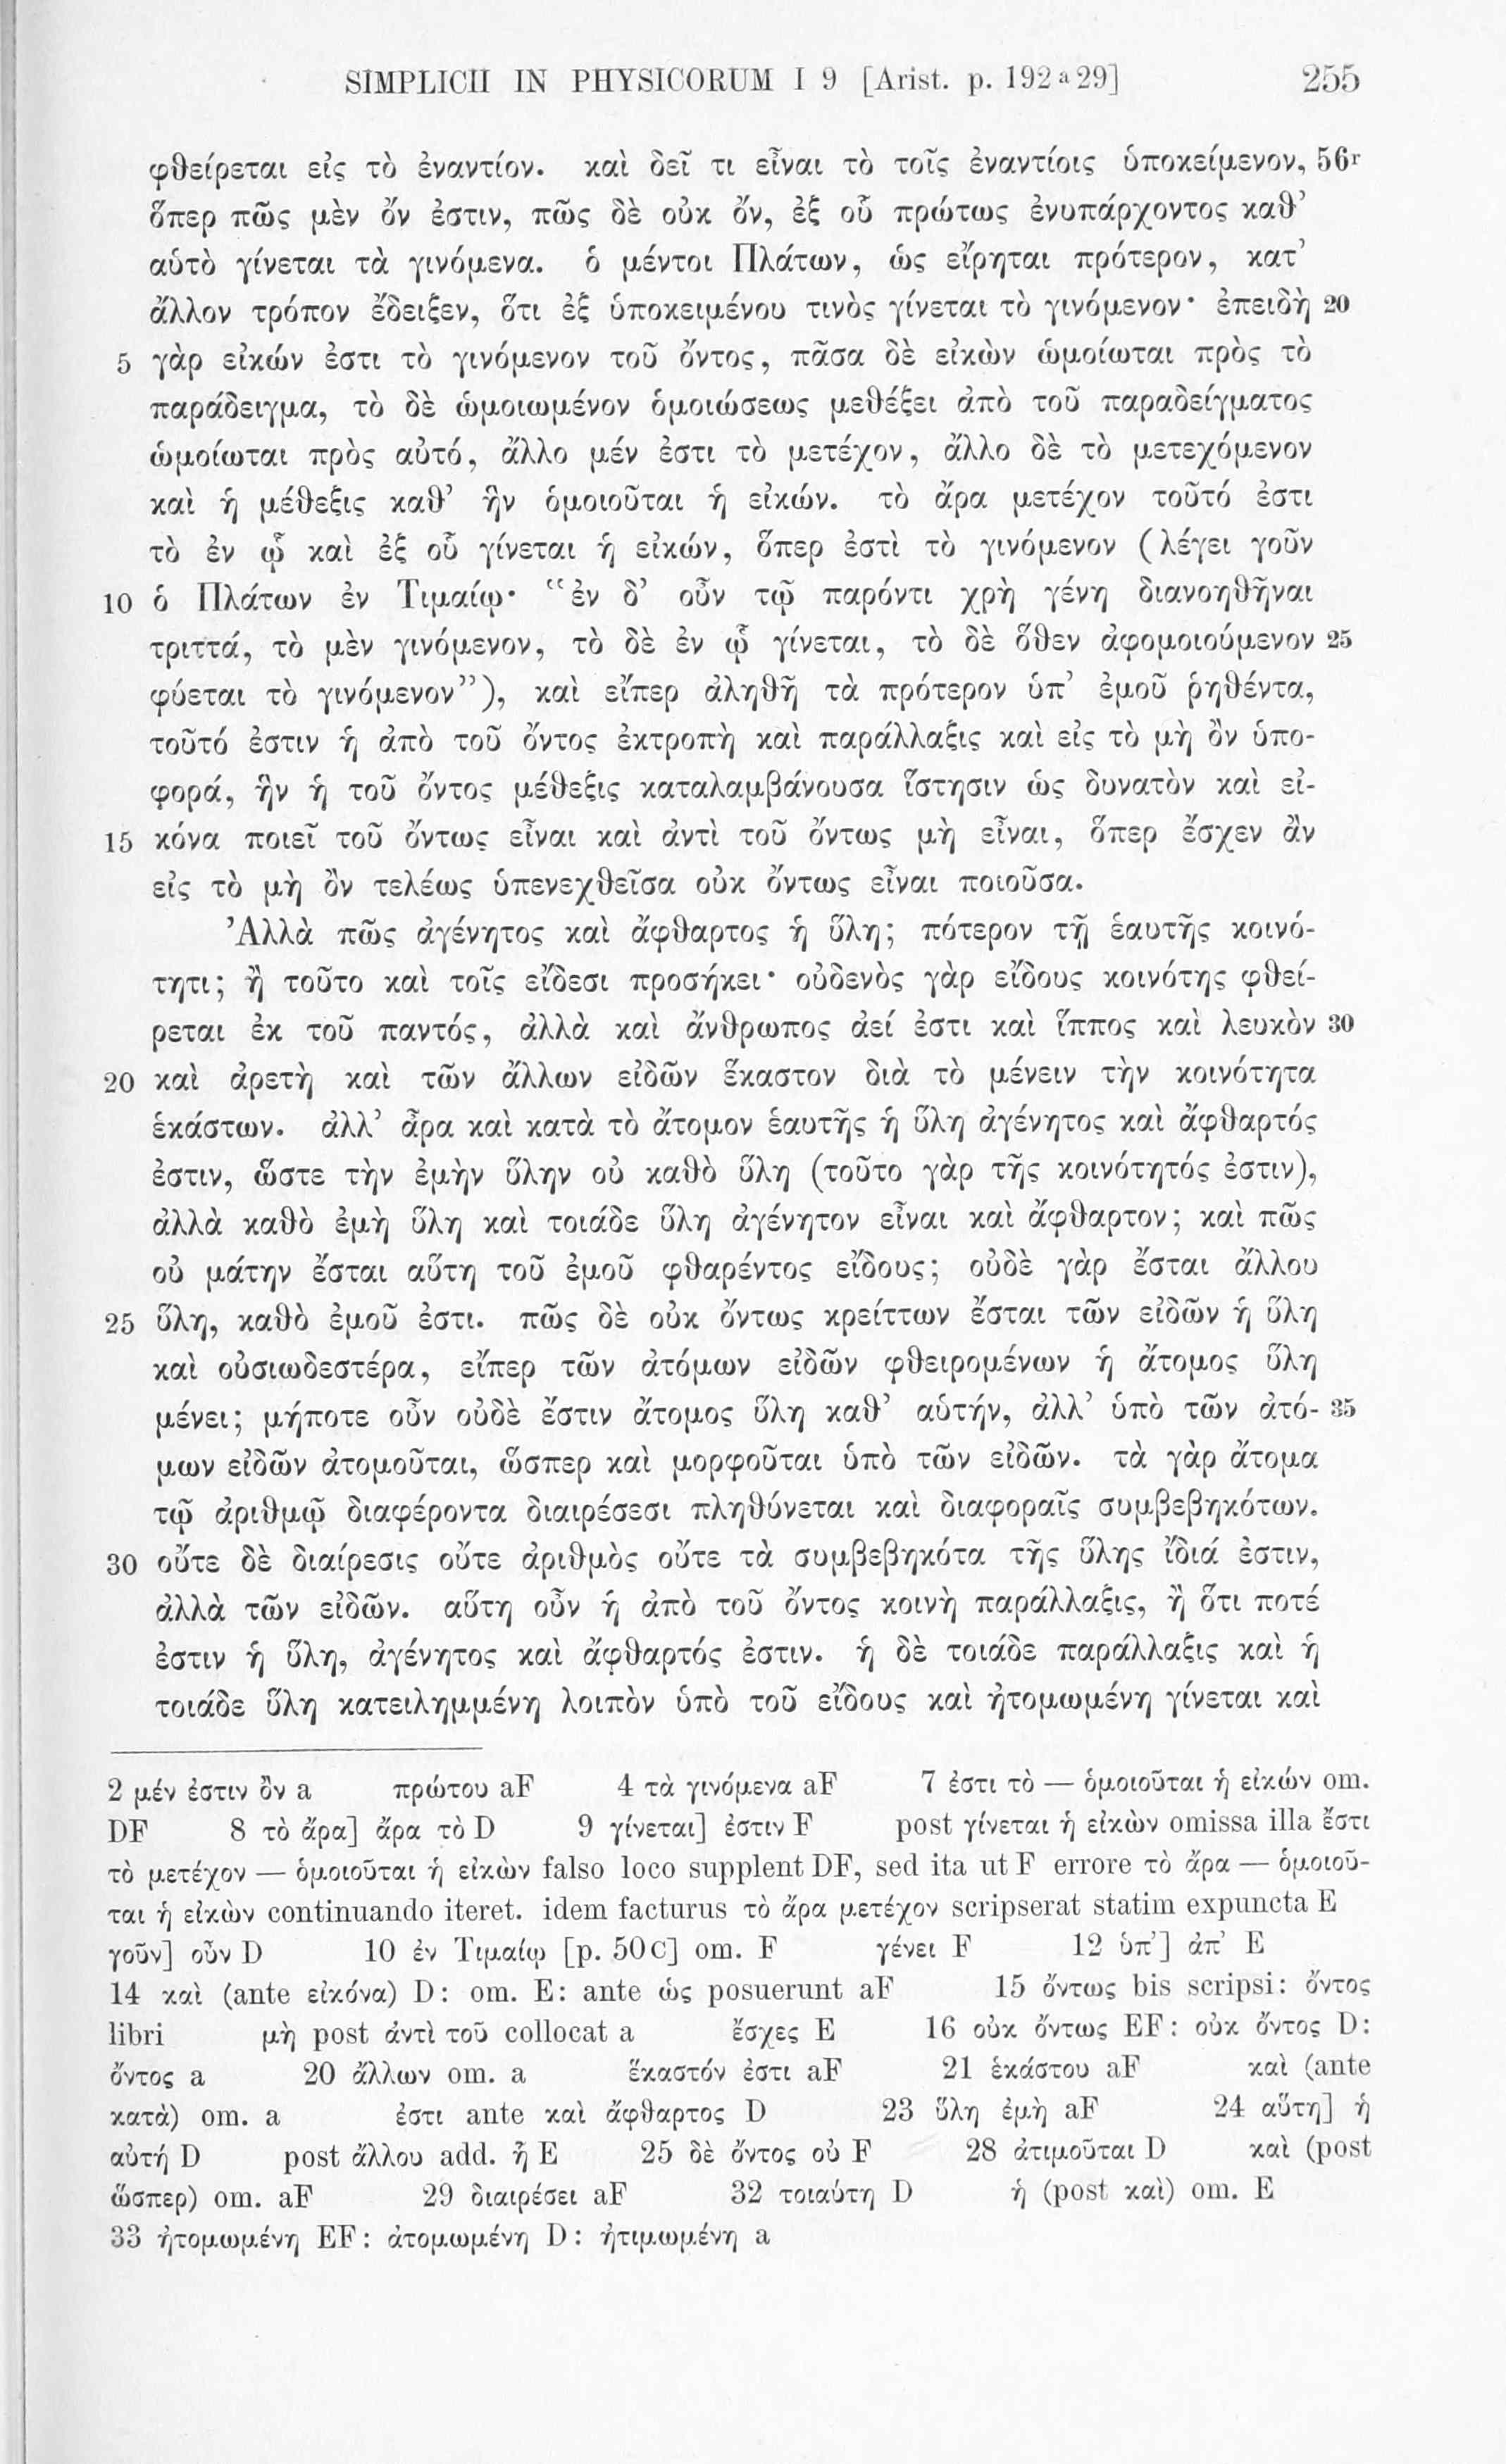 SIMPLICII IN PHYSICORUM I 9 [Arist. p. 192 a 29] 255
φθείρεται εἰς τὸ ἐναντίον. καὶ δεῖ τι εἶναι τὸ τοῖς ἐναντίοις ὑποκείμενον, 56r
ὅπερ πῶς μὲν ὄν ἐστιν, πῶς δὲ οὐκ ὄν, ἐξ οὗ πρώτως ἐνυπάρχοντος καθ’
αὑτὸ γίνεται τὰ γινόμενα. ὁ μέντοι Πλάτων, ὡς εἴρηται πρότερον, κατ’
ἄλλον τρόπον ἔδειξεν, ὅτι ἐξ ὑποκειμένου τινὸς γίνεται τὸ γινόμενον· ἐπειδὴ 20
5 γὰρ εἰκών ἐστι τὸ γινόμενον τοῦ ὄντος, πᾶσα δὲ εἰκὼν ὡμοίωται πρὸς τὸ
παράδειγμα, τὸ δὲ ὡμοιωμένον ὁμοιώσεως μεθέξει ἀπὸ τοῦ παραδείγματος
ὡμοίωται πρὸς αὐτό, ἄλλο μέν ἐστι τὸ μετέχον, ἄλλο δὲ τὸ μετεχόμενον
καὶ ἡ μέθεξις καθ’ ἣν ὁμοιοῦται ἡ εἰκών. τὸ ἄρα μετέχον τοῦτό ἐστι
τὸ ἐν ᾧ καὶ ἐξ οὗ γίνεται ἡ εἰκών, ὅπερ ἐστὶ τὸ γινόμενον (λέγει γοῦν
10 ὁ Πλάτων ἐν Τιμαίῳ· “ἐν δ’ οὖν τῷ παρόντι χρὴ γένη διανοηθῆναι
τριττά, τὸ μὲν γινόμενον, τὸ δὲ ἐν ᾧ γίνεται, τὸ δὲ ὅθεν ἀφομοιούμενον 25
φύεται τὸ γινόμενον”), καὶ εἴπερ ἀληθῆ τὰ πρότερον ὑπ’ ἐμοῦ ῥηθέντα,
τοῦτό ἐστιν ἡ ἀπὸ τοῦ ὄντος ἐκτροπὴ καὶ παράλλαξις καὶ εἰς τὸ μὴ ὂν ὑπο-
φορά, ἣν ἡ τοῦ ὄντος μέθεξις καταλαμβάνουσα ἵστησιν ὡς δυνατὸν καὶ εἰ-
15 κόνα ποιεῖ τοῦ ὄντως εἶναι καὶ ἀντὶ τοῦ ὄντως μὴ εἶναι, ὅπερ ἔσχεν ἂν
εἰς τὸ μὴ ὂν τελέως ὑπενεχθεῖσα οὐκ ὄντως εἶναι ποιοῦσα.
Ἀλλὰ πῶς ἀγένητος καὶ ἄφθαρτος ἡ ὕλη; πότερον τῇ ἑαυτῆς κοινό-
τητι; ἢ τοῦτο καὶ τοῖς εἴδεσι προσήκει· οὐδενὸς γὰρ εἴδους κοινότης φθεί-
ρεται ἐκ τοῦ παντός, ἀλλὰ καὶ ἄνθρωπος ἀεί ἐστι καὶ ἵππος καὶ λευκὸν 30
20 καὶ ἀρετὴ καὶ τῶν ἄλλων εἰδῶν ἕκαστον διὰ τὸ μένειν τὴν κοινότητα
ἑκάστων. ἀλλ’ ἆρα καὶ κατὰ τὸ ἄτομον ἑαυτῆς ἡ ὕλη ἀγένητος καὶ ἄφθαρτός
ἐστιν, ὥστε τὴν ἐμὴν ὕλην οὐ καθὸ ὕλη (τοῦτο γὰρ τῆς κοινότητός ἐστιν),
ἀλλὰ καθὸ ἐμὴ ὕλη καὶ τοιάδε ὕλη ἀγένητον εἶναι καὶ ἄφθαρτον; καὶ πῶς
οὐ μάτην ἔσται αὕτη τοῦ ἐμοῦ φθαρέντος εἴδους; οὐδὲ γὰρ ἔσται ἄλλου
25 ὕλη, καθὸ ἐμοῦ ἐστι. πῶς δὲ οὐκ ὄντως κρείττων ἔσται τῶν εἰδῶν ἡ ὕλη
καὶ οὐσιωδεστέρα, εἴπερ τῶν ἀτόμων εἰδῶν φθειρομένων ἡ ἄτομος ὕλη
μένει; μήποτε οὖν οὐδὲ ἔστιν ἄτομος ὕλη καθ’ αὑτήν, ἀλλ’ ὑπὸ τῶν ἀτό- 35
μων εἰδῶν ἀτομοῦται, ὥσπερ καὶ μορφοῦται ὑπὸ τῶν εἰδῶν. τὰ γὰρ ἄτομα
τῷ ἀριθμῷ διαφέροντα διαιρέσεσι πληθύνεται καὶ διαφοραῖς συμβεβηκότων.
30 οὔτε δὲ διαίρεσις οὔτε ἀριθμὸς οὔτε τὰ συμβεβηκότα τῆς ὕλης ἴδιά ἐστιν,
ἀλλὰ τῶν εἰδῶν. αὕτη οὖν ἡ ἀπὸ τοῦ ὄντος κοινὴ παράλλαξις, ἢ ὅτι ποτέ
ἐστιν ἡ ὕλη, ἀγένητος καὶ ἄφθαρτός ἐστιν. ἡ δὲ τοιάδε παράλλαξις καὶ ἡ
τοιάδε ὕλη κατειλημμένη λοιπὸν ὑπὸ τοῦ εἴδους καὶ ἠτομωμένη γίνεται καὶ
2 μέν ἐστιν ὂν a πρώτου aF 4 τὰ γινόμενα aF 7 ἐστι τὸ — ὁμοιοῦται ἡ εἰκών om.
DF 8 τὸ ἄρα] ἄρα τὸ D 9 γίνεται] ἐστιν F post γίνεται ἡ εἰκὼν omissa illa ἔστι
τὸ μετέχον — ὁμοιοῦται ἡ εἰκὼν falso loco supplent DF, sed ita ut F errore τὸ ἄρα — ὁμοιοῦ-
ται ἡ εἰκὼν continuando iteret. idem facturus τὸ ἄρα μετέχον scripserat statim expuncta E
γοῦν] οὖν D 10 ἐν Τιμαίῳ [p. 50c] om. F γένει F 12 ὑπ’] ἀπ’ E
14 καὶ (ante εἰκόνα) D: om. E: ante ὡς posuerunt aF 15 ὄντως bis scripsi: ὄντος
libri μὴ post ἀντὶ τοῦ collocat a ἔσχες E 16 οὐκ ὄντως EF: οὐκ ὄντος D:
ὄντος a 20 ἄλλων om. a ἕκαστόν ἐστι aF 21 ἑκάστου aF καὶ (ante
κατὰ) om. a ἐστι ante καὶ ἄφθαρτος D 23 ὕλη ἐμὴ aF 24 αὕτη] ἡ
αὐτή D post ἄλλου add. ἦ E 25 δὲ ὄντος οὐ F 28 ἀτιμοῦται D καὶ (post
ὥσπερ) om. aF 29 διαιρέσει aF 32 τοιαύτη D ἡ (post καὶ) om. E
33 ἠτομωμένη EF: ἀτομωμένη D: ἠτιμωμένη a